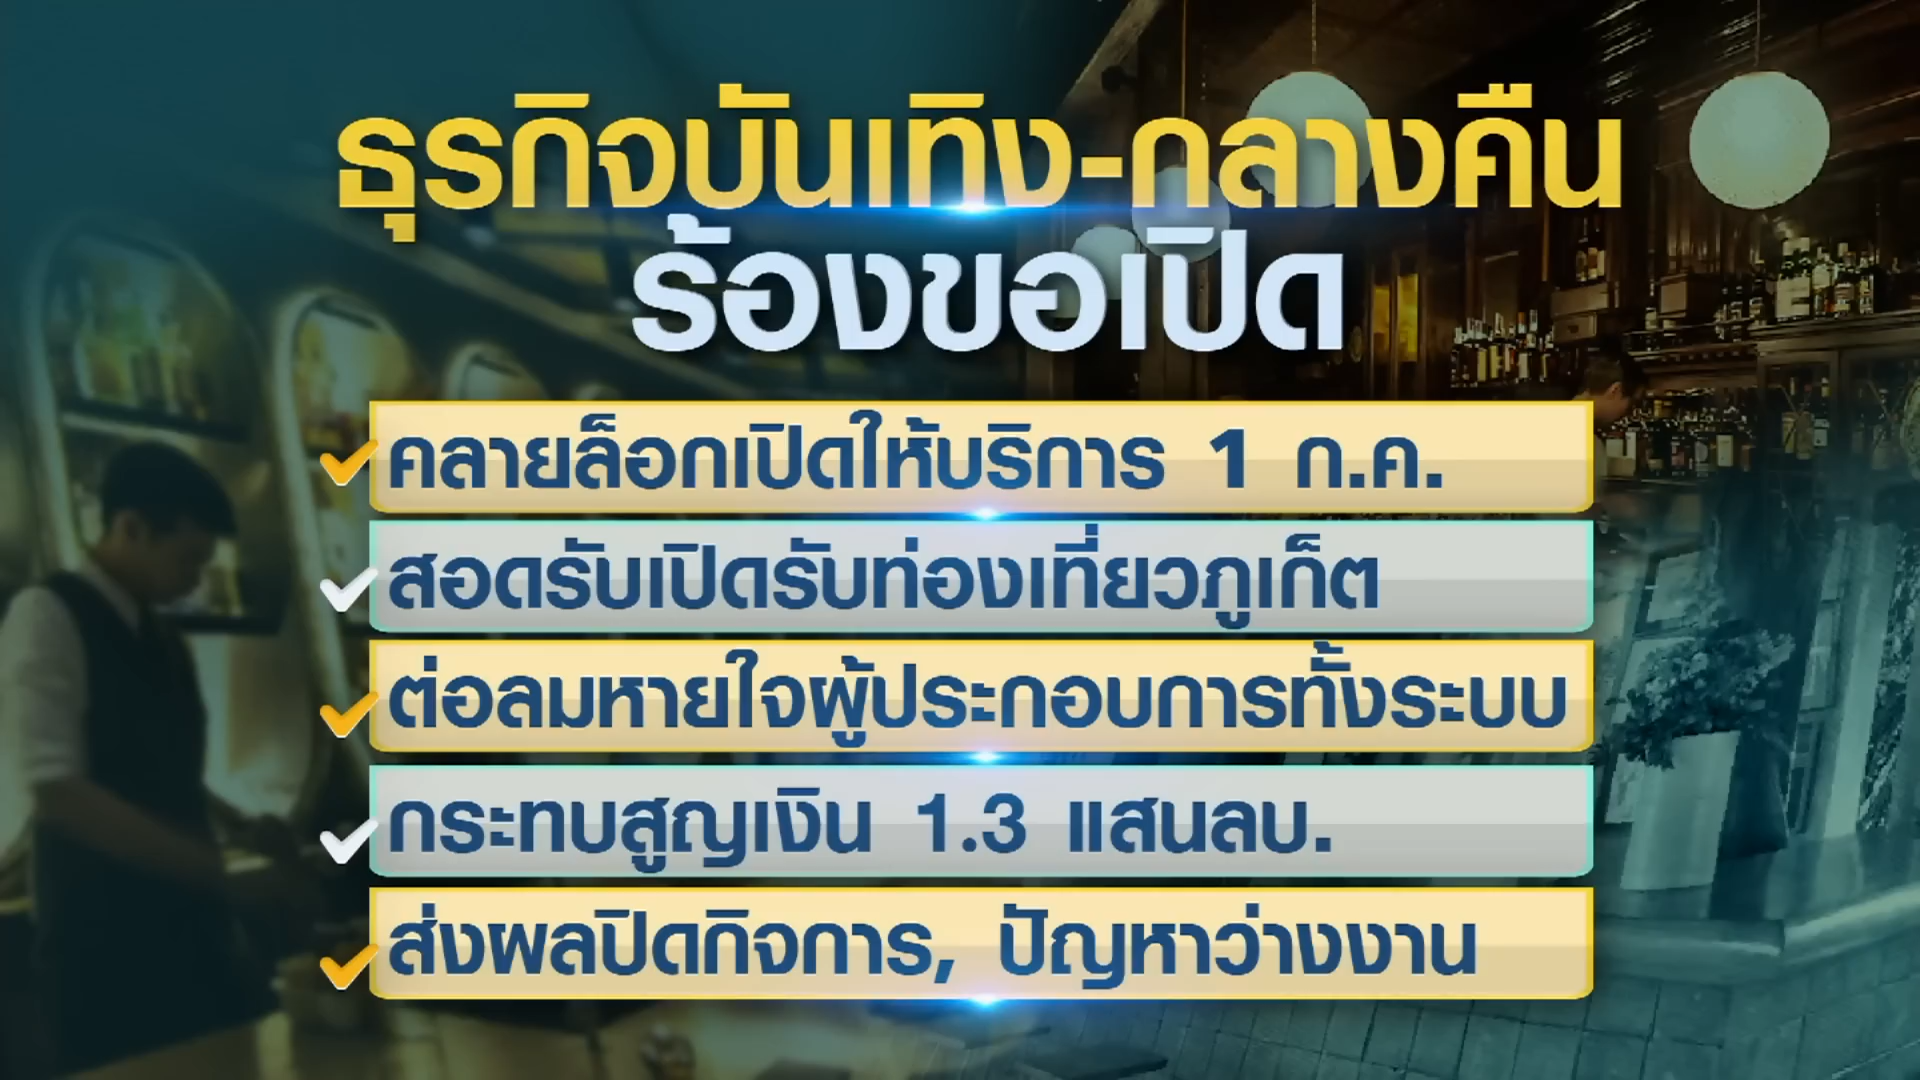 ธุรกิจบันเทิง-กลางคืน
ร้องขอเปิด
คลายล็อกเปิดให้บริการ 1 ก.ค.
สอดรับเปิดรับท่องเที่ยวภูเก็ต
ต่อลมหายใจผู้ประกอบการทั้งระบบ
กระทบสูญเงิน 1.3 แสนลบ.
ส่งผลปิดกิจการ, ปัญหาว่างงาน